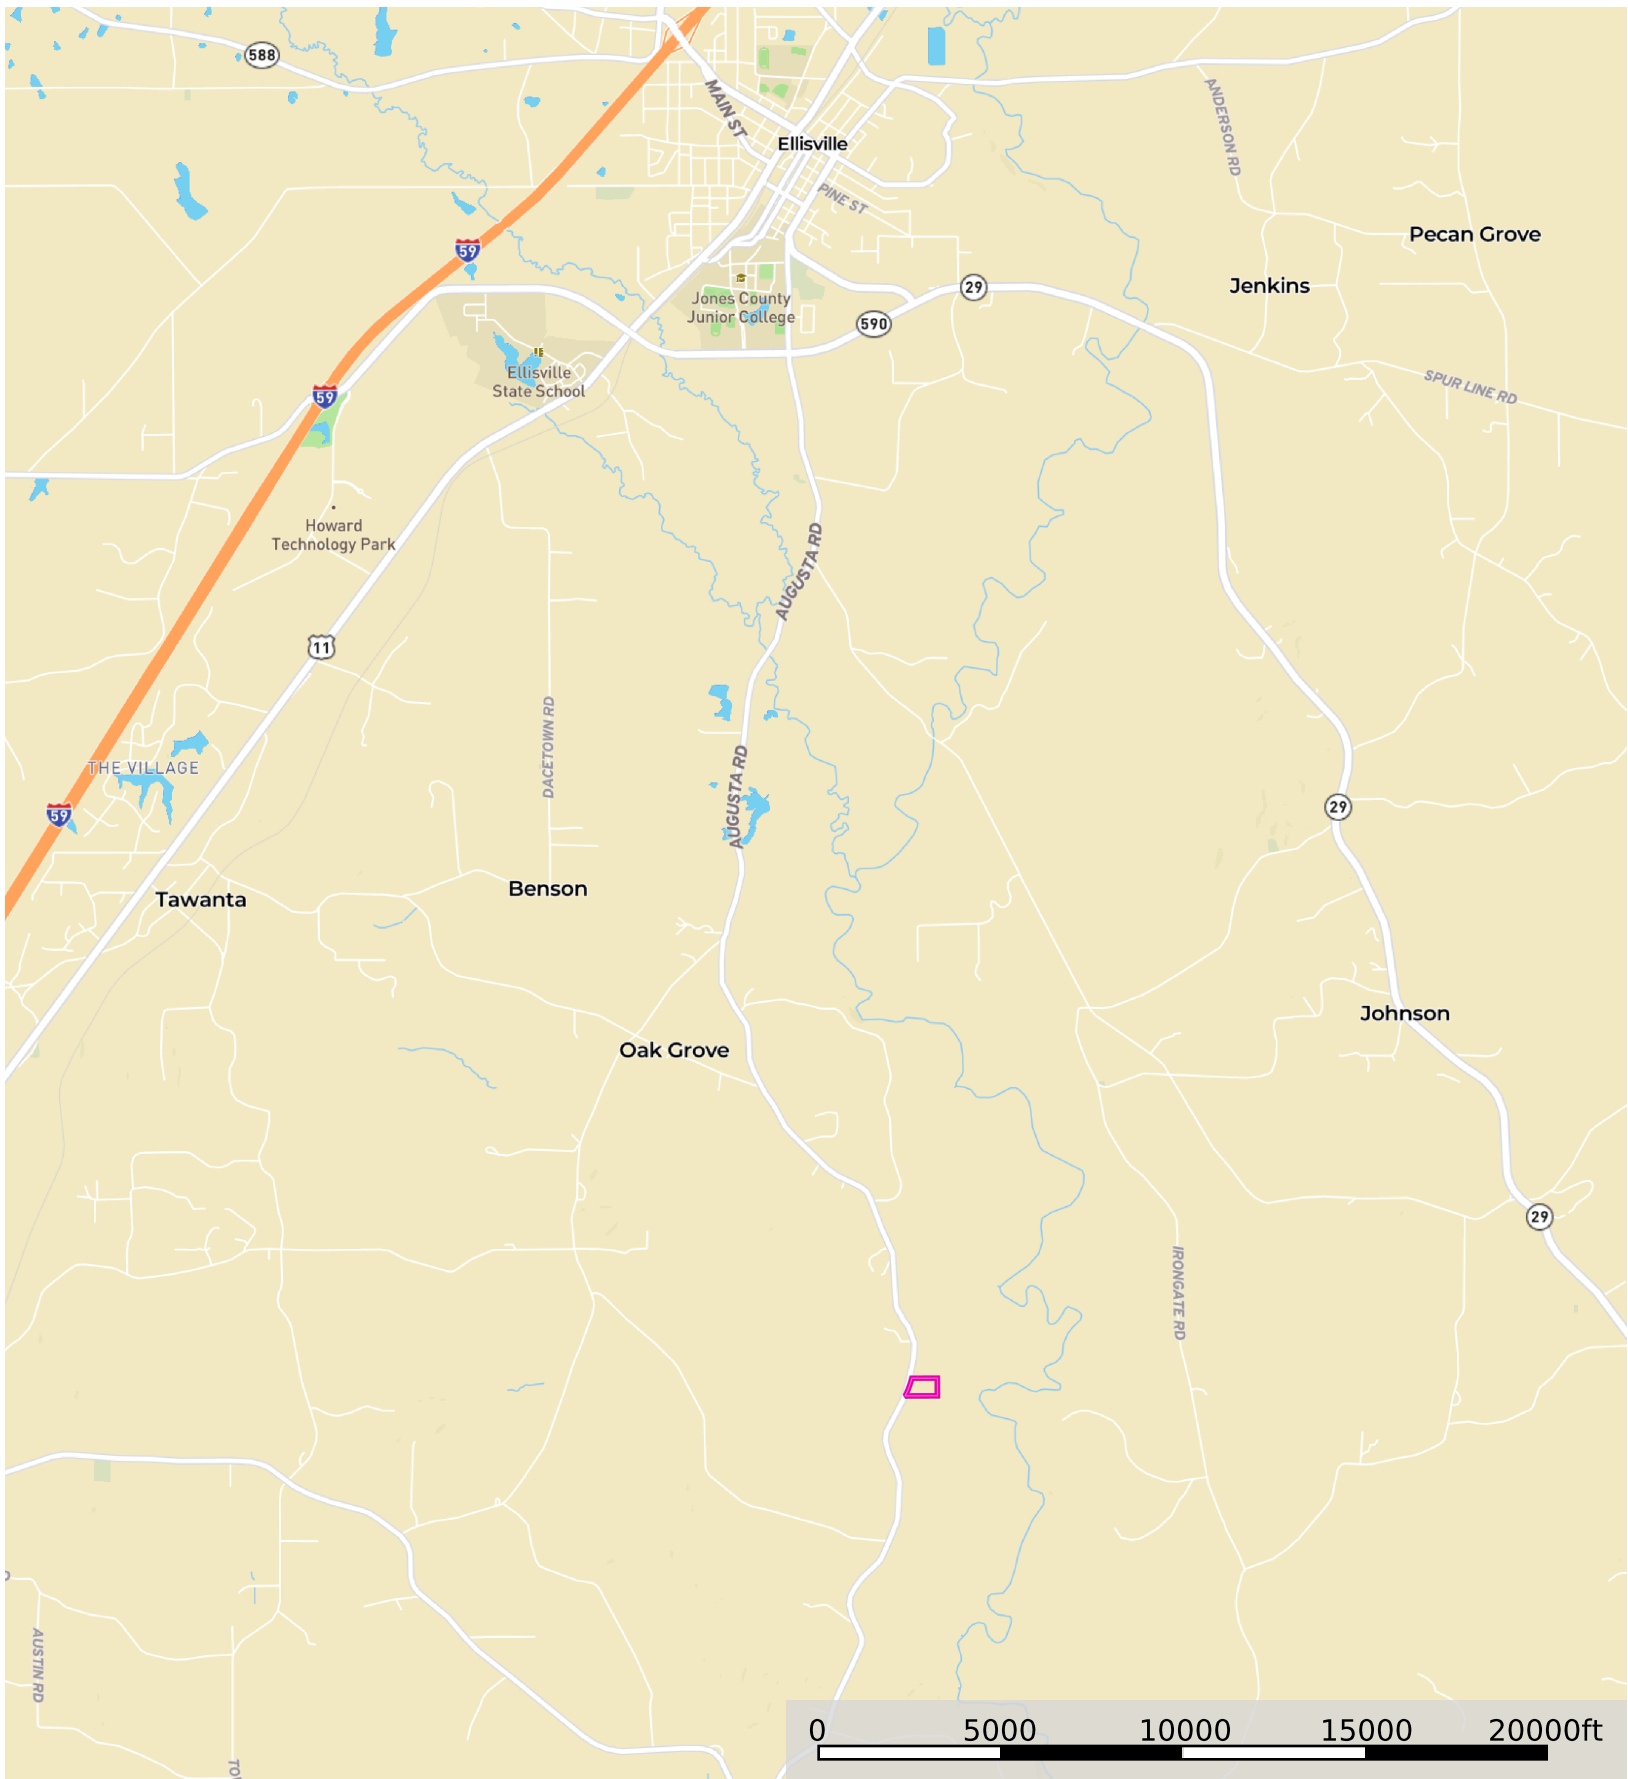 588
MAIN ST
ANDERSON RD
Ellisville
PINE ST
Pecan Grove
59
Jenkins
29
Jones County
Junior College
590
Ellisville
State School
SPUR LINE RD
59
Howard
Technology Park
AUGUSTA RD
11
DACETOWN RD
THE VILLAGE
AUGUSTA RD
59
29
Benson
Tawanta
Johnson
Oak Grove
29
IRONGATE RD
AUSTIN RD
0 5000 10000 15000 20000ft